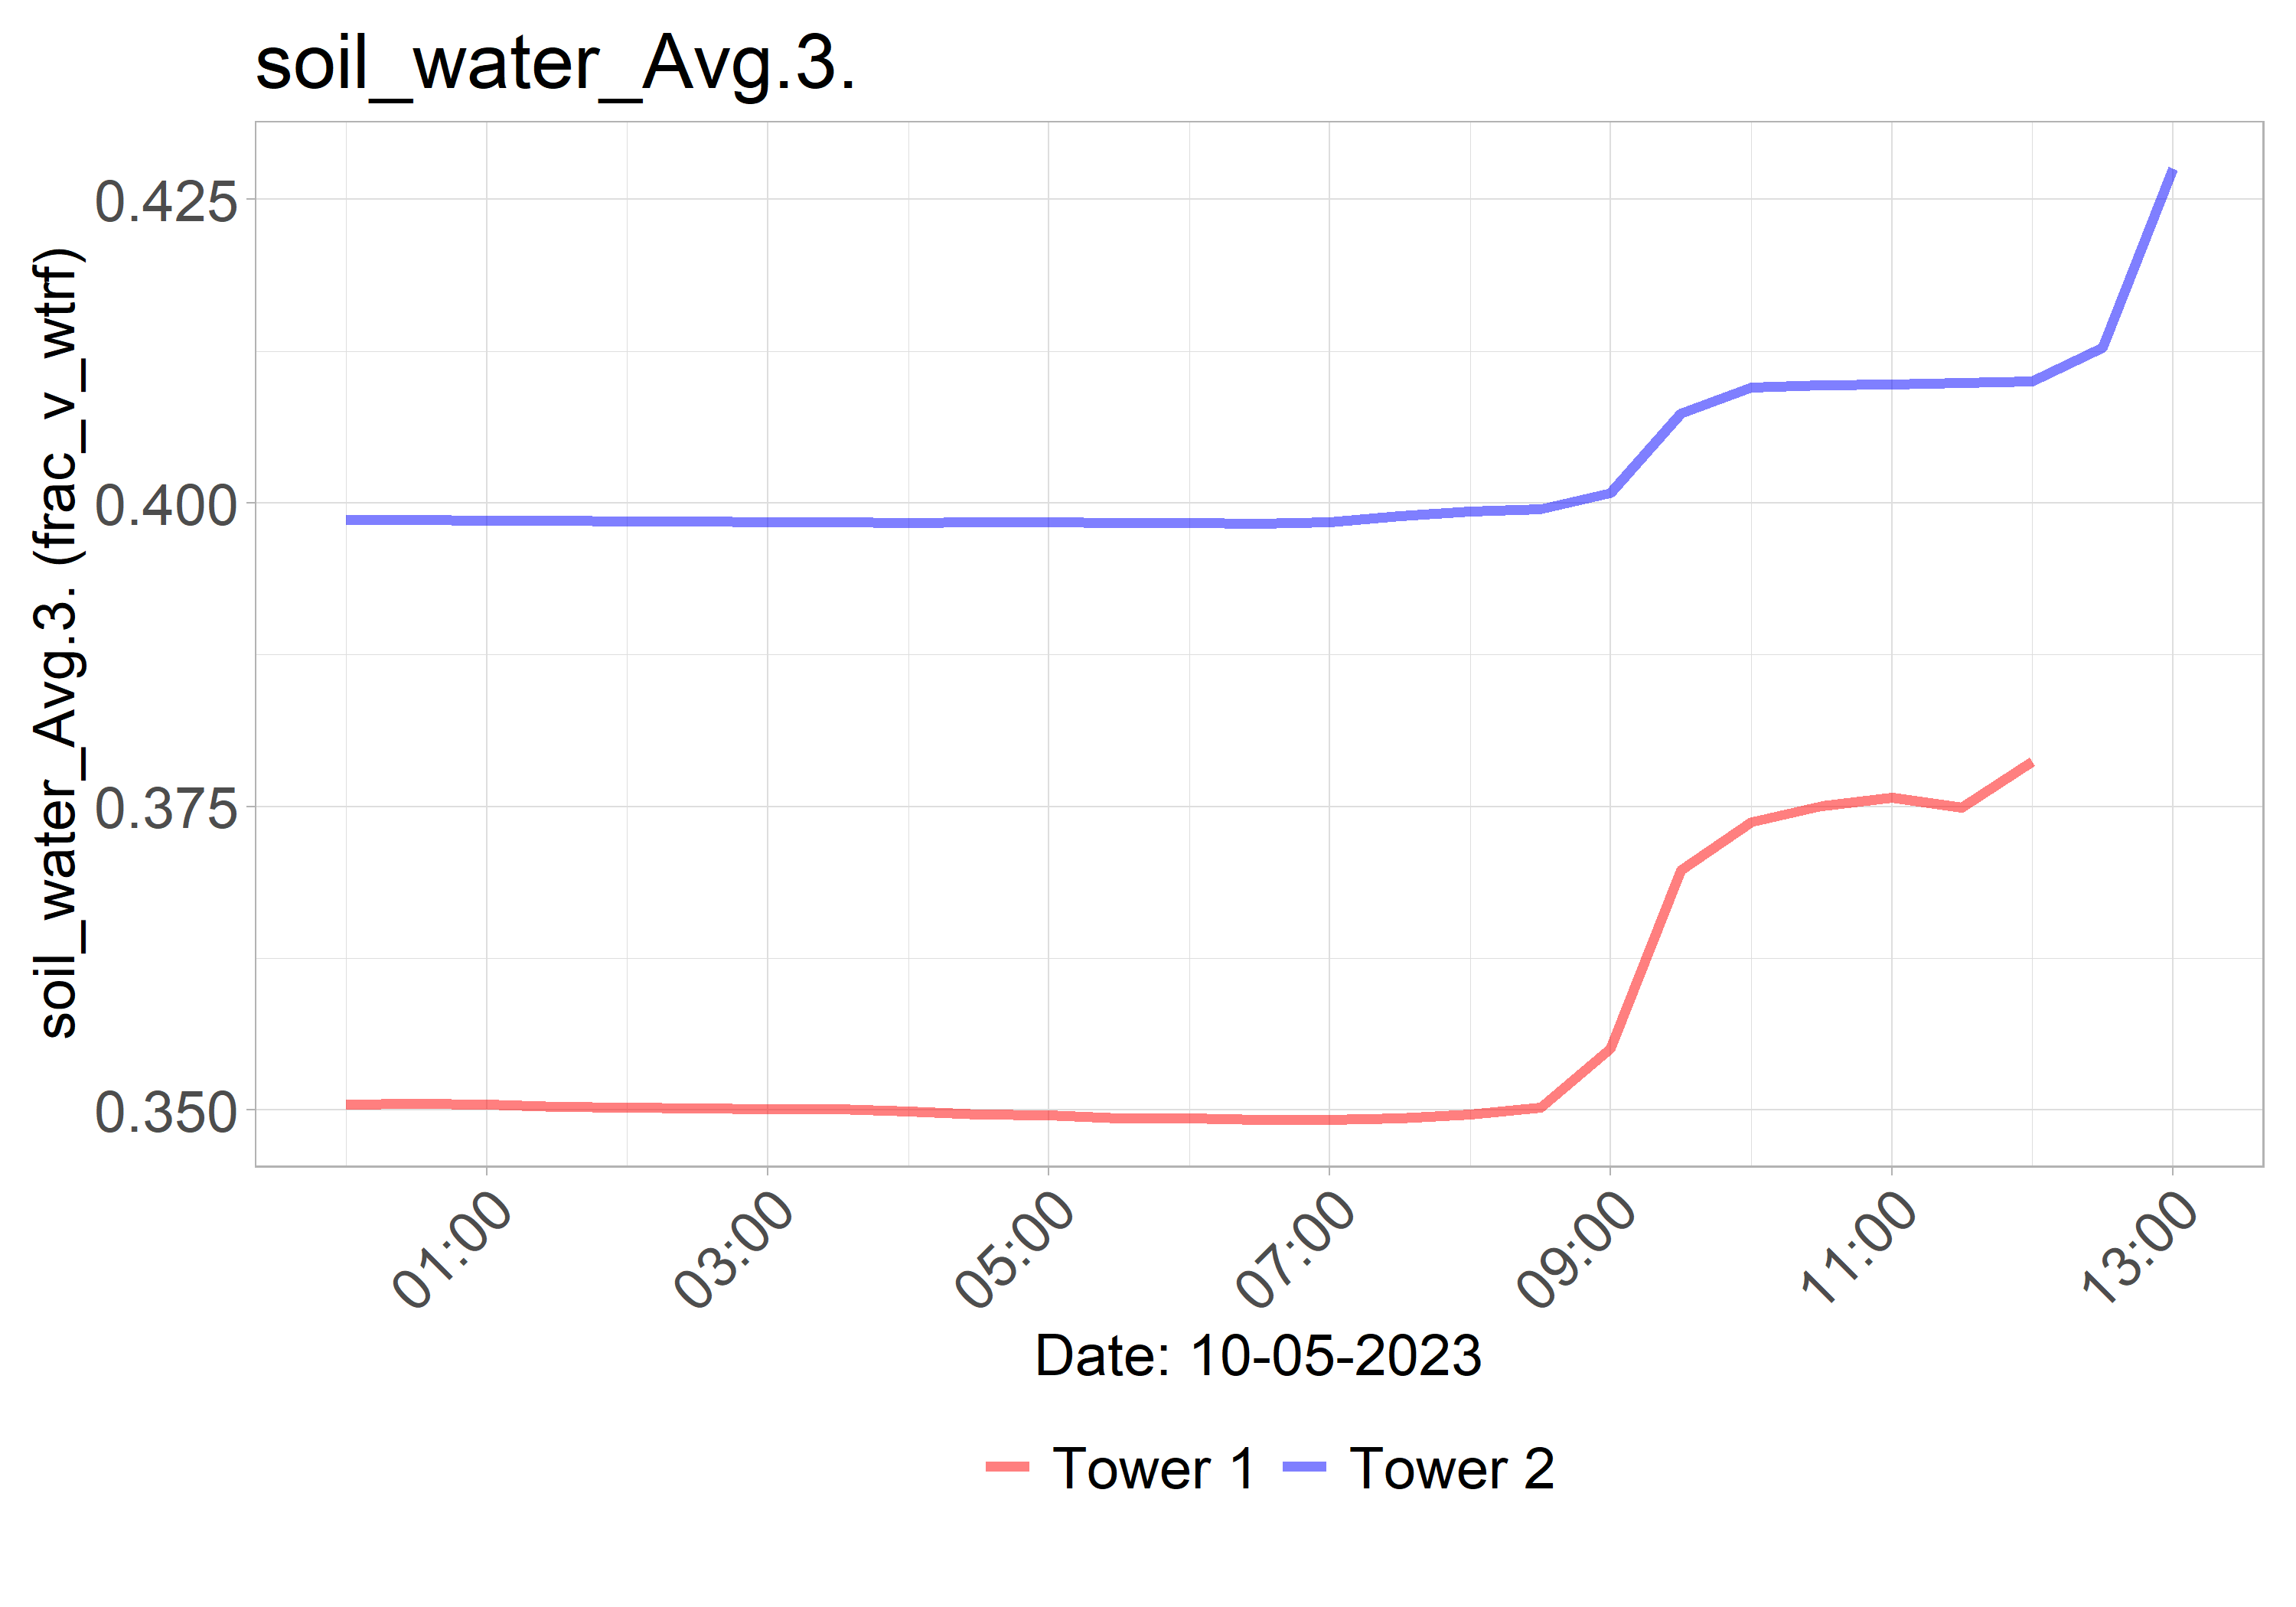 soil_water_Avg.3.
soil_water_Avg.3. (frac_v_wtrf)
0.425
0.400
0.375
0.350
01:00
03:00
05:00
07:00
09:00
11:00
13:00
Date: 10-05-2023
Tower 1
Tower 2